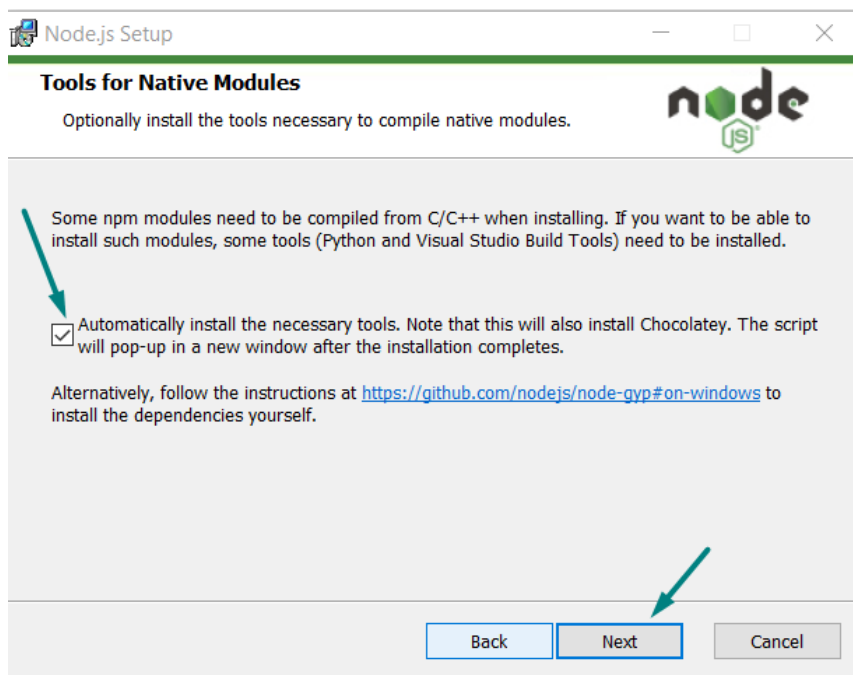 Node.js Setup
Tools for Native Modules
Optionally install the tools necessary to compile native modules.
node
JS
Some npm modules need to be compiled from C/C++ when installing. If you want to be able to
install such modules, some tools (Python and Visual Studio Build Tools) need to be installed.
Automatically install the necessary tools. Note that this will also install Chocolatey. The script
will pop-up in a new window after the installation completes.
Alternatively, follow the instructions at https://github.com/nodejs/node-gyp#on-windows to
install the dependencies yourself.
Back Next Cancel